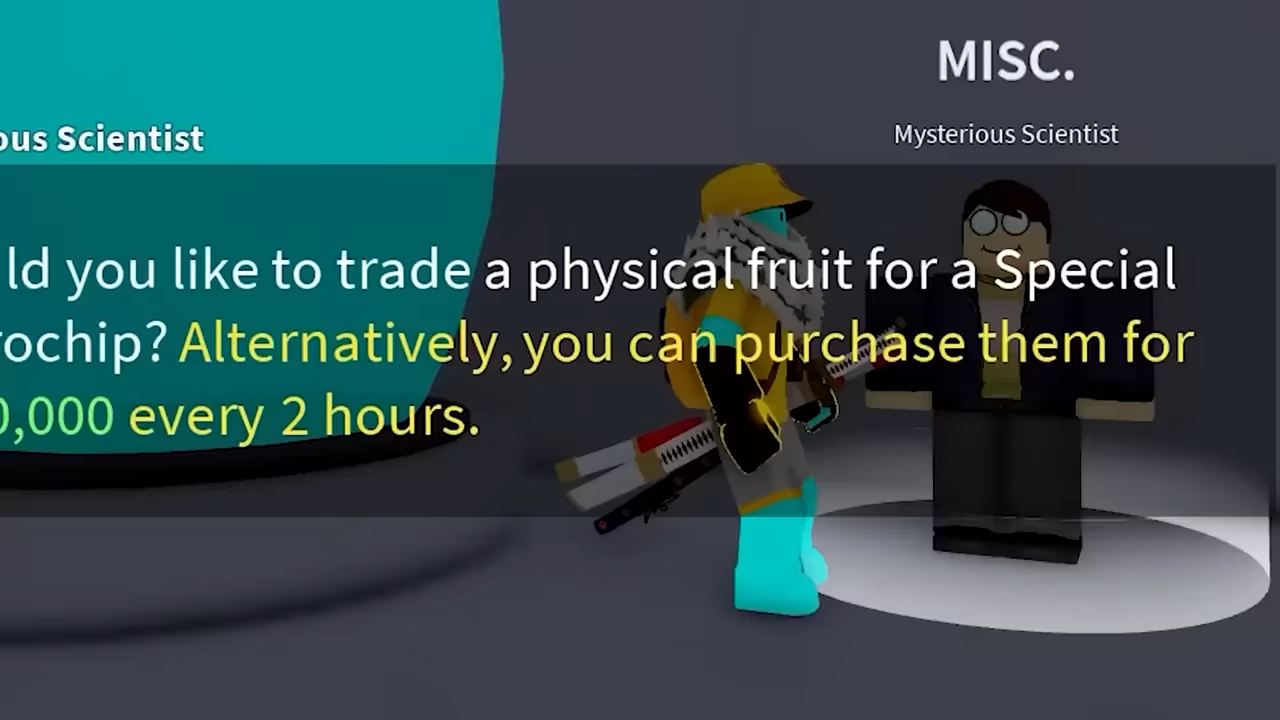 MISC.
Mysterious Scientist
ous Scientist
ld you like to trade a physical fruit for a Special
rochip? Alternatively, you can purchase them for
0,000 every 2 hours.